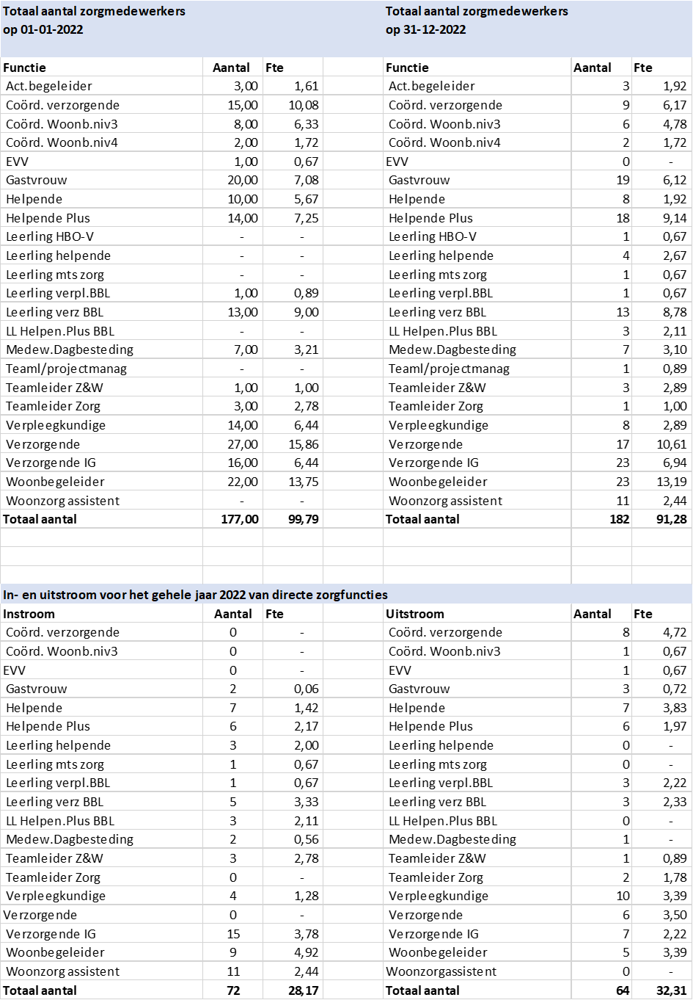 Totaal aantal zorgmedewerkers Totaal aantal zorgmedewerkers
op 01-01-2022 op 31-12-2022
Functie Aantal Fte Functie Aantal Fte
Act.begeleider 3,00 1,61 Act.begeleider 3 1,92
Coörd. verzorgende 15,00 10,08 Coörd. verzorgende 9 6,17
Coörd. Woonb.niv3 8,00 6,33 Coörd. Woonb.niv3 6 4,78
Coörd. Woonb.niv4 2,00 1,72 Coörd. Woonb.niv4 2 1,72
EVV 1,00 0,67 EVV 0 -
Gastvrouw 20,00 7,08 Gastvrouw 19 6,12
Helpende 10,00 5,67 Helpende 8 1,92
Helpende Plus 14,00 7,25 Helpende Plus 18 9,14
Leerling HBO-V - - Leerling HBO-V 1 0,67
Leerling helpende - - Leerling helpende 4 2,67
Leerling mts zorg - - Leerling mts zorg 1 0,67
Leerling verpl.BBL 1,00 0,89 Leerling verpl.BBL 1 0,67
Leerling verz BBL 13,00 9,00 Leerling verz BBL 13 8,78
LL Helpen.Plus BBL - - LL Helpen.Plus BBL 3 2,11
Medew.Dagbesteding 7,00 3,21 Medew.Dagbesteding 7 3,10
Teaml/projectmanag - - Teaml/projectmanag 1 0,89
Teamleider Z&W 1,00 1,00 Teamleider Z&W 3 2,89
Teamleider Zorg 3,00 2,78 Teamleider Zorg 1 1,00
Verpleegkundige 14,00 6,44 Verpleegkundige 8 2,89
Verzorgende 27,00 15,86 Verzorgende 17 10,61
Verzorgende IG 16,00 6,44 Verzorgende IG 23 6,94
Woonbegeleider 22,00 13,75 Woonbegeleider 23 13,19
Woonzorg assistent - - Woonzorg assistent 11 2,44
Totaal aantal 177,00 99,79 Totaal aantal 182 91,28
In- en uitstroom voor het gehele jaar 2022 van directe zorgfuncties
Instroom Aantal Fte Uitstroom Aantal Fte
Coörd. verzorgende 0 - Coörd. verzorgende 8 4,72
Coörd. Woonb.niv3 0 - Coörd. Woonb.niv3 1 0,67
EVV 0 - EVV 1 0,67
Gastvrouw 2 0,06 Gastvrouw 3 0,72
Helpende 7 1,42 Helpende 7 3,83
Helpende Plus 6 2,17 Helpende Plus 6 1,97
Leerling helpende 3 2,00 Leerling helpende 0 -
Leerling mts zorg 1 0,67 Leerling mts zorg 0 -
Leerling verpl.BBL 1 0,67 Leerling verpl.BBL 3 2,22
Leerling verz BBL 5 3,33 Leerling verz BBL 3 2,33
LL Helpen.Plus BBL 3 2,11 LL Helpen.Plus BBL 0 -
Medew.Dagbesteding 2 0,56 Medew.Dagbesteding 1 -
Teamleider Z&W 3 2,78 Teamleider Z&W 1 0,89
Teamleider Zorg 0 - Teamleider Zorg 2 1,78
Verpleegkundige 4 1,28 Verpleegkundige 10 3,39
Verzorgende 0 - Verzorgende 6 3,50
Verzorgende IG 15 3,78 Verzorgende IG 7 2,22
Woonbegeleider 9 4,92 Woonbegeleider 5 3,39
Woonzorg assistent 11 2,44 Woonzorgassistent 0 -
Totaal aantal 72 28,17 Totaal aantal 64 32,31